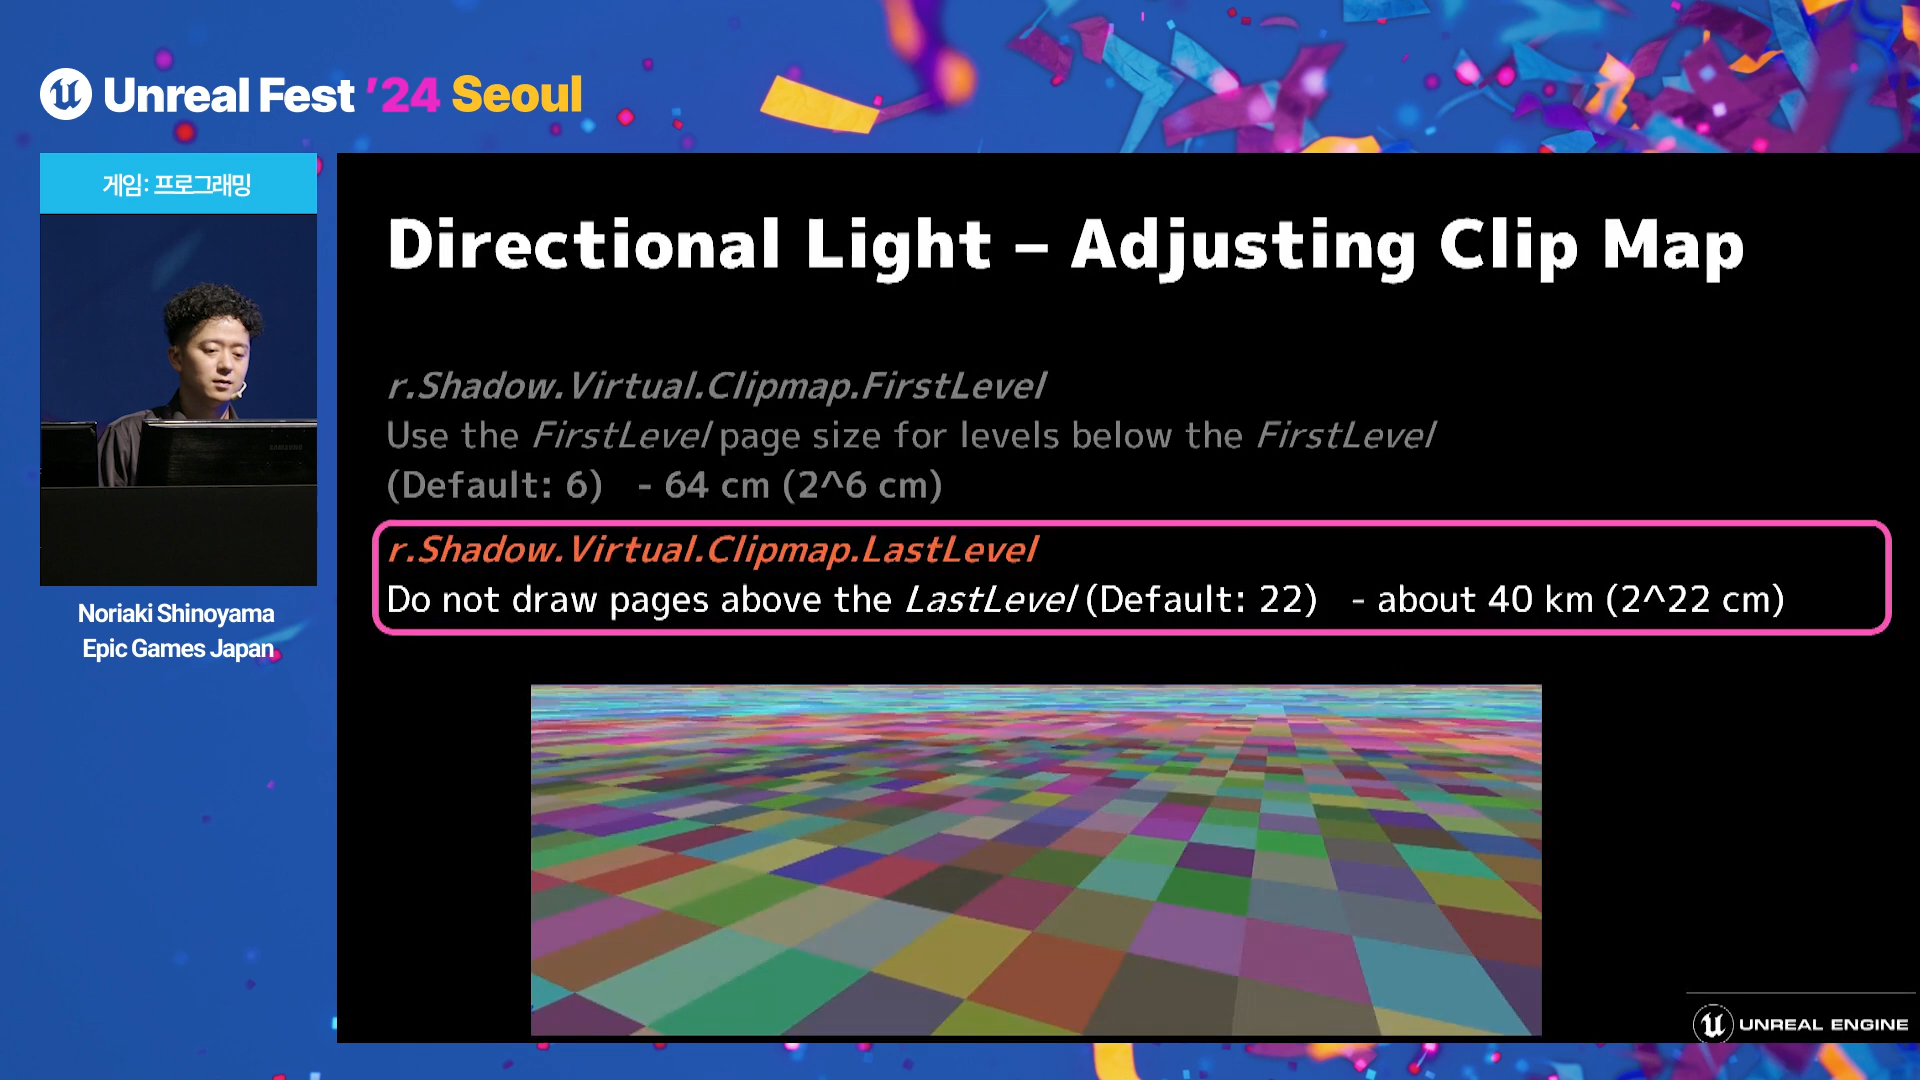 Unreal Fest '24 Seoul
게임: 프로그래밍
Noriaki Shinoyama
Epic Games Japan
Directional Light – Adjusting Clip Map
r.Shadow.Virtual.Clipmap.FirstLevel
Use the FirstLevel page size for levels below the FirstLevel
(Default: 6) - 64 cm (2^6 cm)
r.Shadow.Virtual.Clipmap.LastLevel
Do not draw pages above the LastLevel (Default: 22) - about 40 km (2^22 cm)
UNREAL ENGINE
SAMSUNG